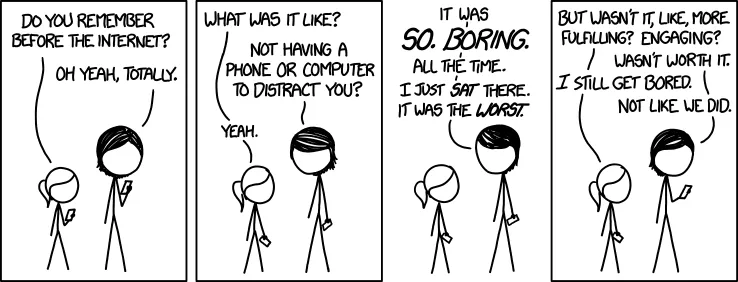 DO YOU REMEMBER
BEFORE THE INTERNET?
OH YEAH, TOTALLY.
WHAT WAS IT LIKE?
NOT HAVING A
PHONE OR COMPUTER
TO DISTRACT YOU?
YEAH.
IT WAS
SO. BORING.
ALL THE TIME.
I JUST SAT THERE.
IT WAS THE WORST.
BUT WASN'T IT, LIKE, MORE
FULFILLING? ENGAGING?
WASN'T WORTH IT.
I STILL GET BORED.
NOT LIKE WE DID.